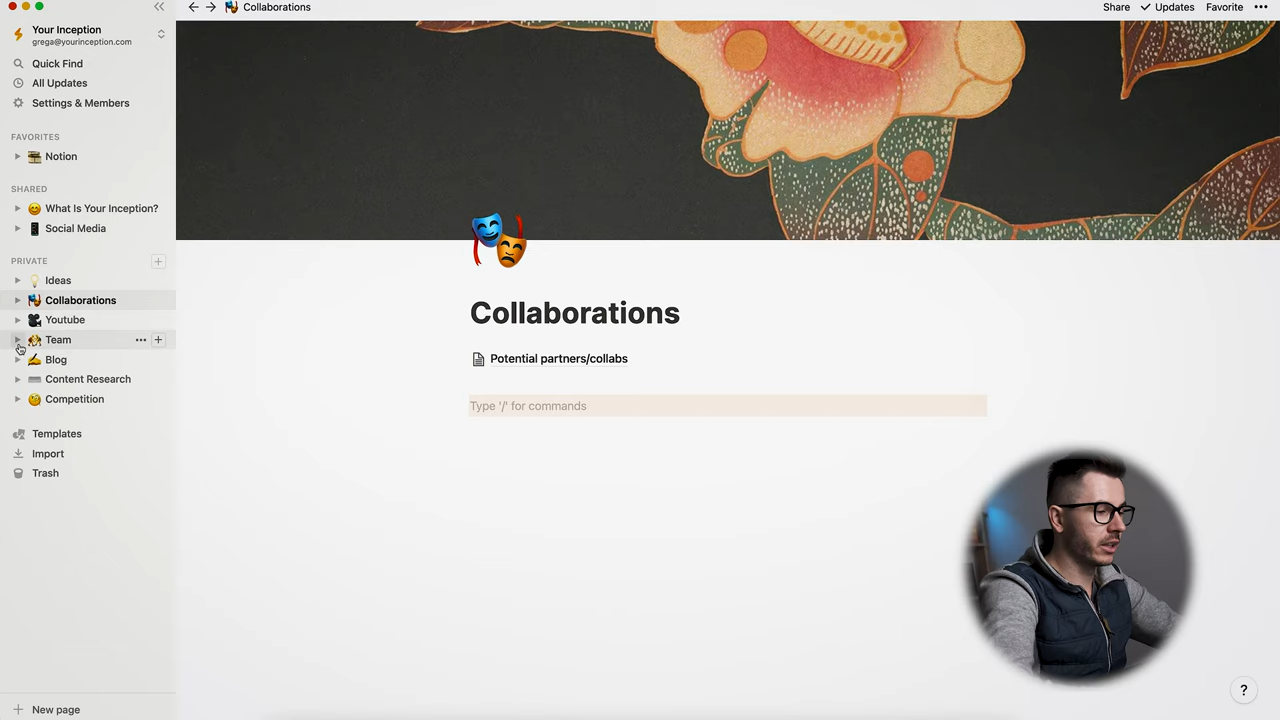 Collaborations
Share
Updates
Favorite
Your Inception
grega@yourinception.com
Quick Find
All Updates
Settings & Members
FAVORITES
Notion
SHARED
What Is Your Inception?
Social Media
PRIVATE
Ideas
Collaborations
Youtube
Team
Blog
Content Research
Competition
Templates
Import
Trash
New page
Collaborations
Potential partners/collabs
Type '/' for commands
?